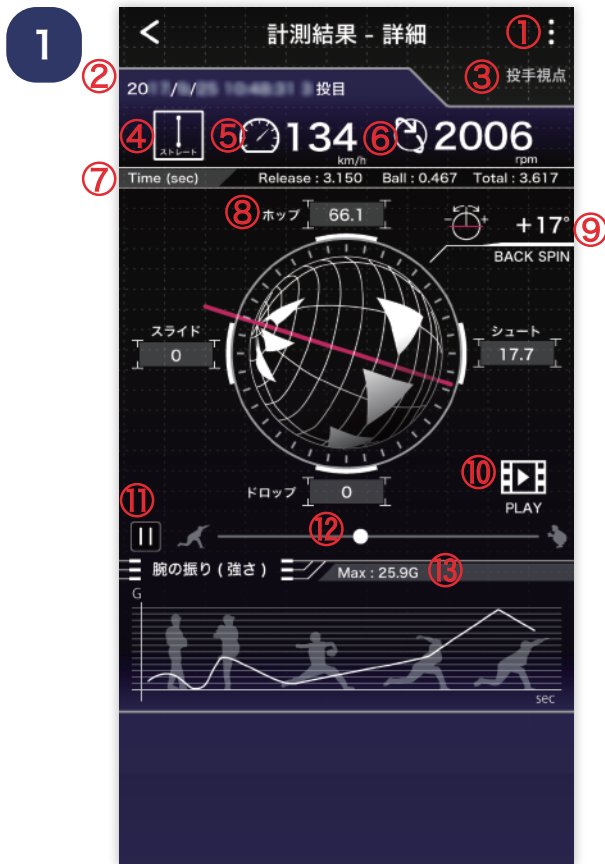 1
計測結果 - 詳細 ①
② 20 / / 投目 ③ 投手視点
④ ストレート ⑤ 134 km/h ⑥ 2006 rpm
⑦ Time (sec) Release : 3.150 Ball : 0.467 Total : 3.617
⑧ ホップ 66.1
- + +17° ⑨
BACK SPIN
スライド 0
シュート 17.7
ドロップ 0
⑩ PLAY
⑪
⑫
腕の振り ( 強さ ) Max : 25.9G ⑬
G
sec